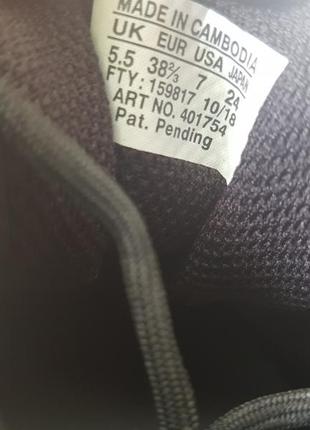 MADE IN CAMBODIA
UK EUR USA JAPAN
5.5 38⅔ 7 24
FTY: 159817 10/18
ART NO. 401754
Pat. Pending